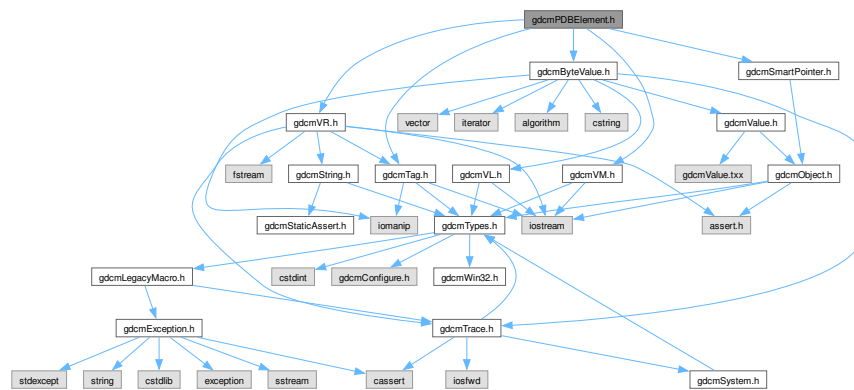 gdcmPDBElement.h
gdcmByteValue.h
gdcmSmartPointer.h
gdcmVR.h
vector
iterator
algorithm
cstring
gdcmValue.h
fstream
gdcmString.h
gdcmTag.h
gdcmVL.h
gdcmVM.h
gdcmValue.txx
gdcmObject.h
gdcmStaticAssert.h
iomanip
gdcmTypes.h
iostream
assert.h
gdcmLegacyMacro.h
cstdint
gdcmConfigure.h
gdcmWin32.h
gdcmException.h
gdcmTrace.h
stdexcept
string
cstdlib
exception
sstream
cassert
iosfwd
gdcmSystem.h